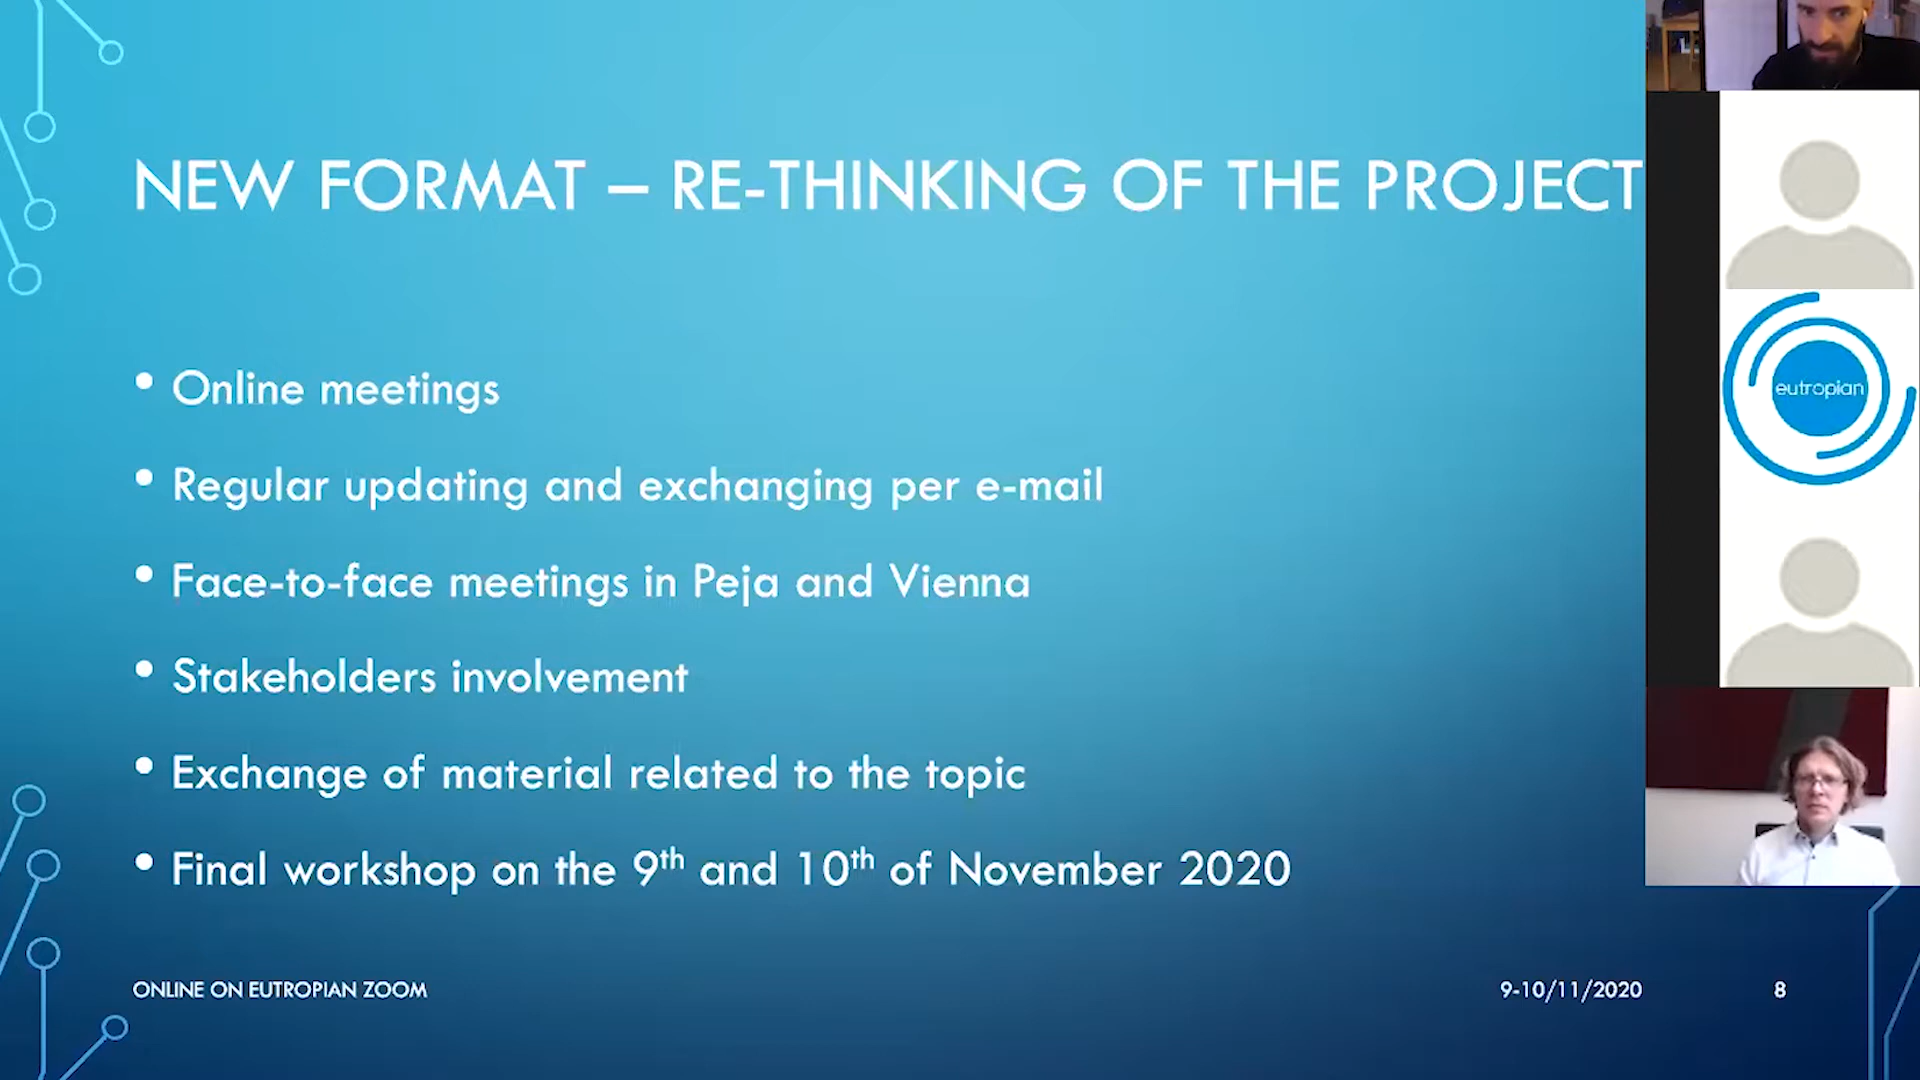 NEW FORMAT – RE-THINKING OF THE PROJECT
• Online meetings
• Regular updating and exchanging per e-mail
• Face-to-face meetings in Peja and Vienna
• Stakeholders involvement
• Exchange of material related to the topic
• Final workshop on the 9th and 10th of November 2020
eutropian
ONLINE ON EUTROPIAN ZOOM
9-10/11/2020
8